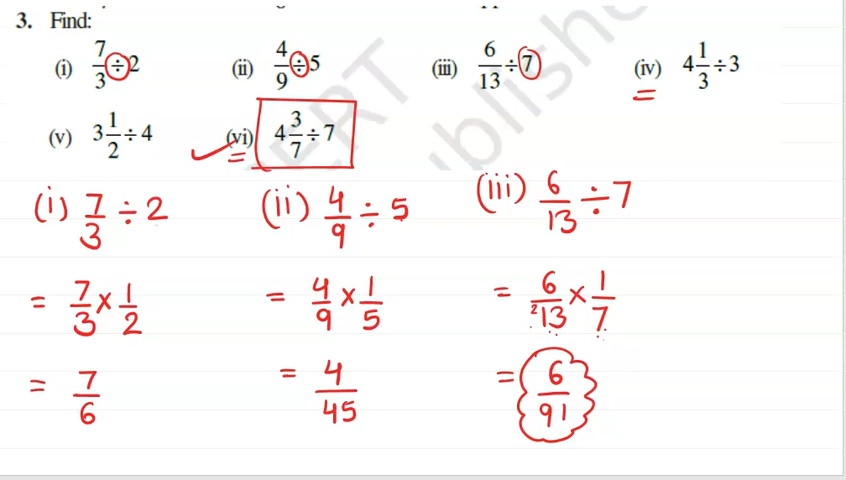 3. Find:
(i) 7/3 ÷ 2 (ii) 4/9 ÷ 5 (iii) 6/13 ÷ 7 (iv) 4 1/3 ÷ 3
(v) 3 1/2 ÷ 4 (vi) 4 3/7 ÷ 7
(i) 7/3 ÷ 2 (ii) 4/9 ÷ 5 (iii) 6/13 ÷ 7
= 7/3 × 1/2 = 4/9 × 1/5 = 6/13 × 1/7
2
= 7/6 = 4/45 = 6/91